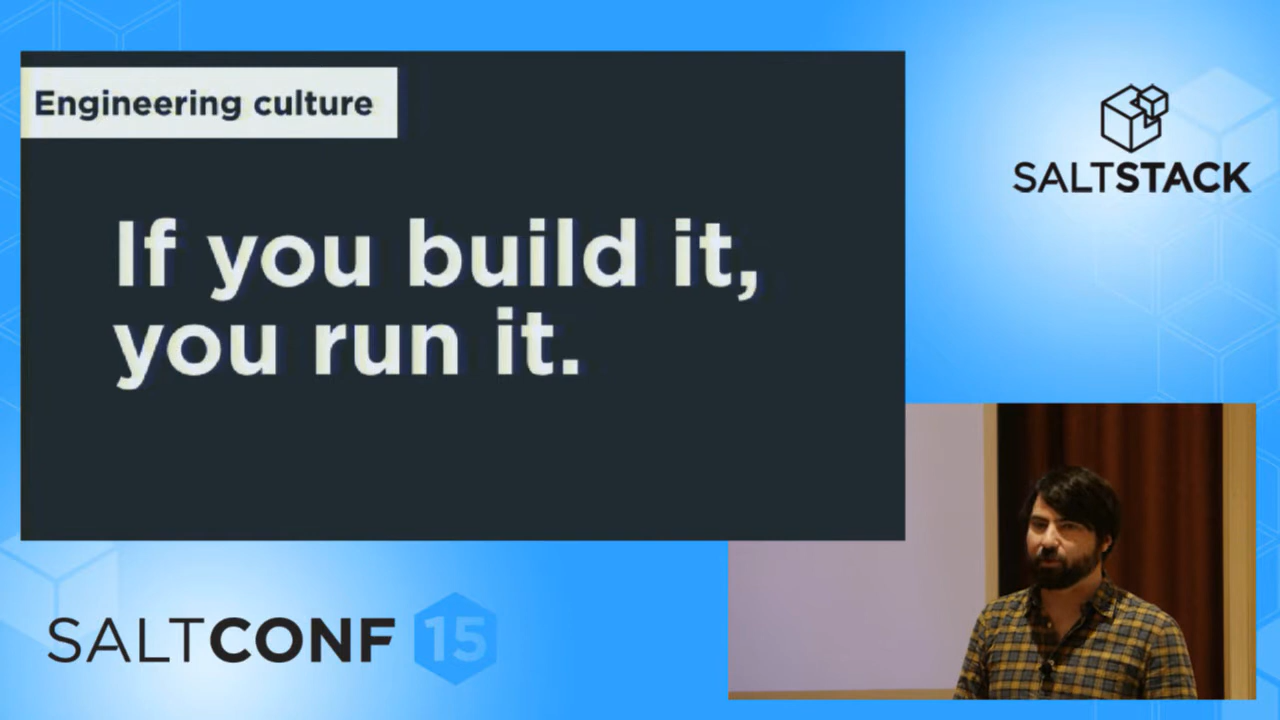 Engineering culture
If you build it,
you run it.
SALTSTACK
SALTCONF 15